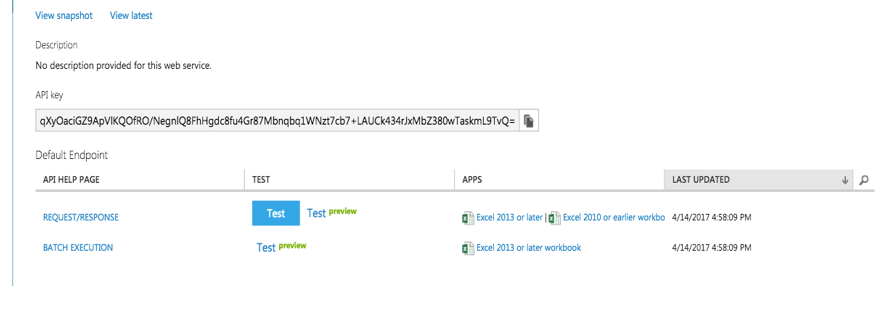 View snapshot View latest
Description
No description provided for this web service.
API key
qXyOaciGZ9ApVlKQOfRO/NegnlQ8FhHgdc8fu4Gr87Mbnqbq1WNzt7cb7+LAUCk434rJxMbZ380wTaskmL9TvQ=
Default Endpoint
API HELP PAGE TEST APPS LAST UPDATED
REQUEST/RESPONSE Test Test preview Excel 2013 or later | Excel 2010 or earlier workbo 4/14/2017 4:58:09 PM
BATCH EXECUTION Test preview Excel 2013 or later workbook 4/14/2017 4:58:09 PM